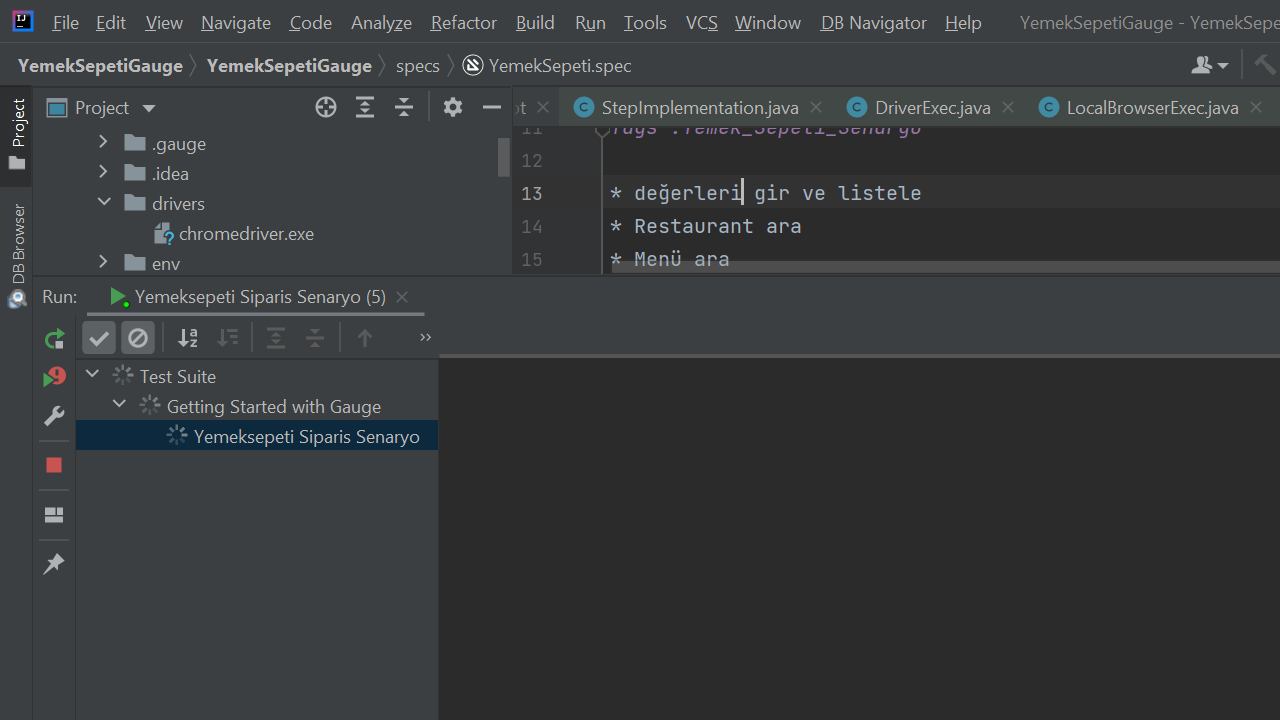 File Edit View Navigate Code Analyze Refactor Build Run Tools VCS Window DB Navigator Help YemekSepetiGauge - YemekSepe
YemekSepetiGauge YemekSepetiGauge specs YemekSepeti.spec
Project
DB Browser
Project
.gauge
.idea
drivers
chromedriver.exe
env
ot StepImplementation.java DriverExec.java LocalBrowserExec.java
11 Tags :Yemek_Sepeti_Senaryo
12
13 * değerleri gir ve listele
14 * Restaurant ara
15 * Menü ara
Run: Yemeksepeti Siparis Senaryo (5)
Test Suite
Getting Started with Gauge
Yemeksepeti Siparis Senaryo